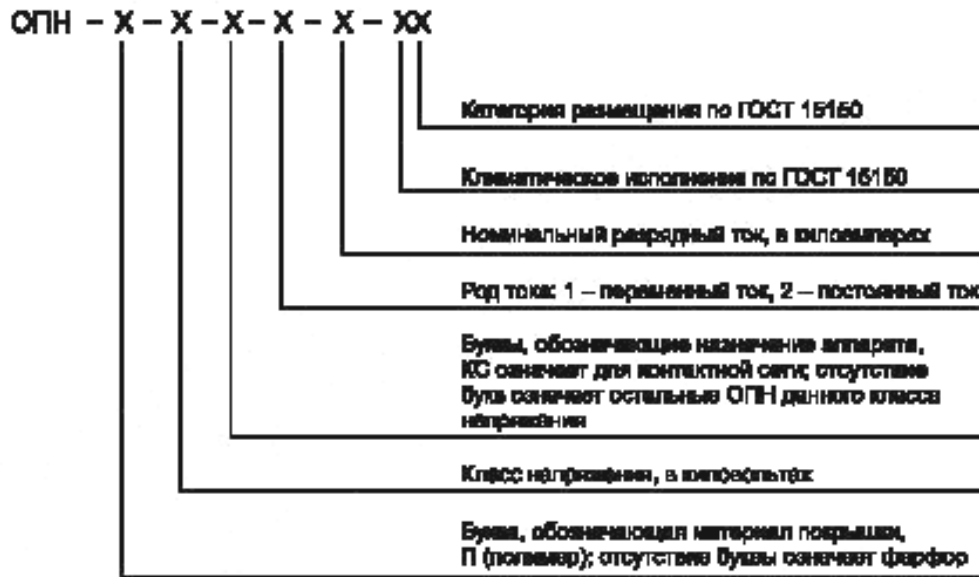 ОПН – Х – Х – Х – Х – Х – ХХ
Категория размещения по ГОСТ 15150
Климатическое исполнение по ГОСТ 15150
Номинальный разрядный ток, в килоамперах
Род тока: 1 – переменный ток, 2 – постоянный ток
Буквы, обозначающие назначение аппарата,
КС означает для контактной сети; отсутствие
букв означает остальные ОПН данного класса
напряжения
Класс напряжения, в киловольтах
Буква, обозначающая материал покрышки,
П (полимер); отсутствие буквы означает фарфор